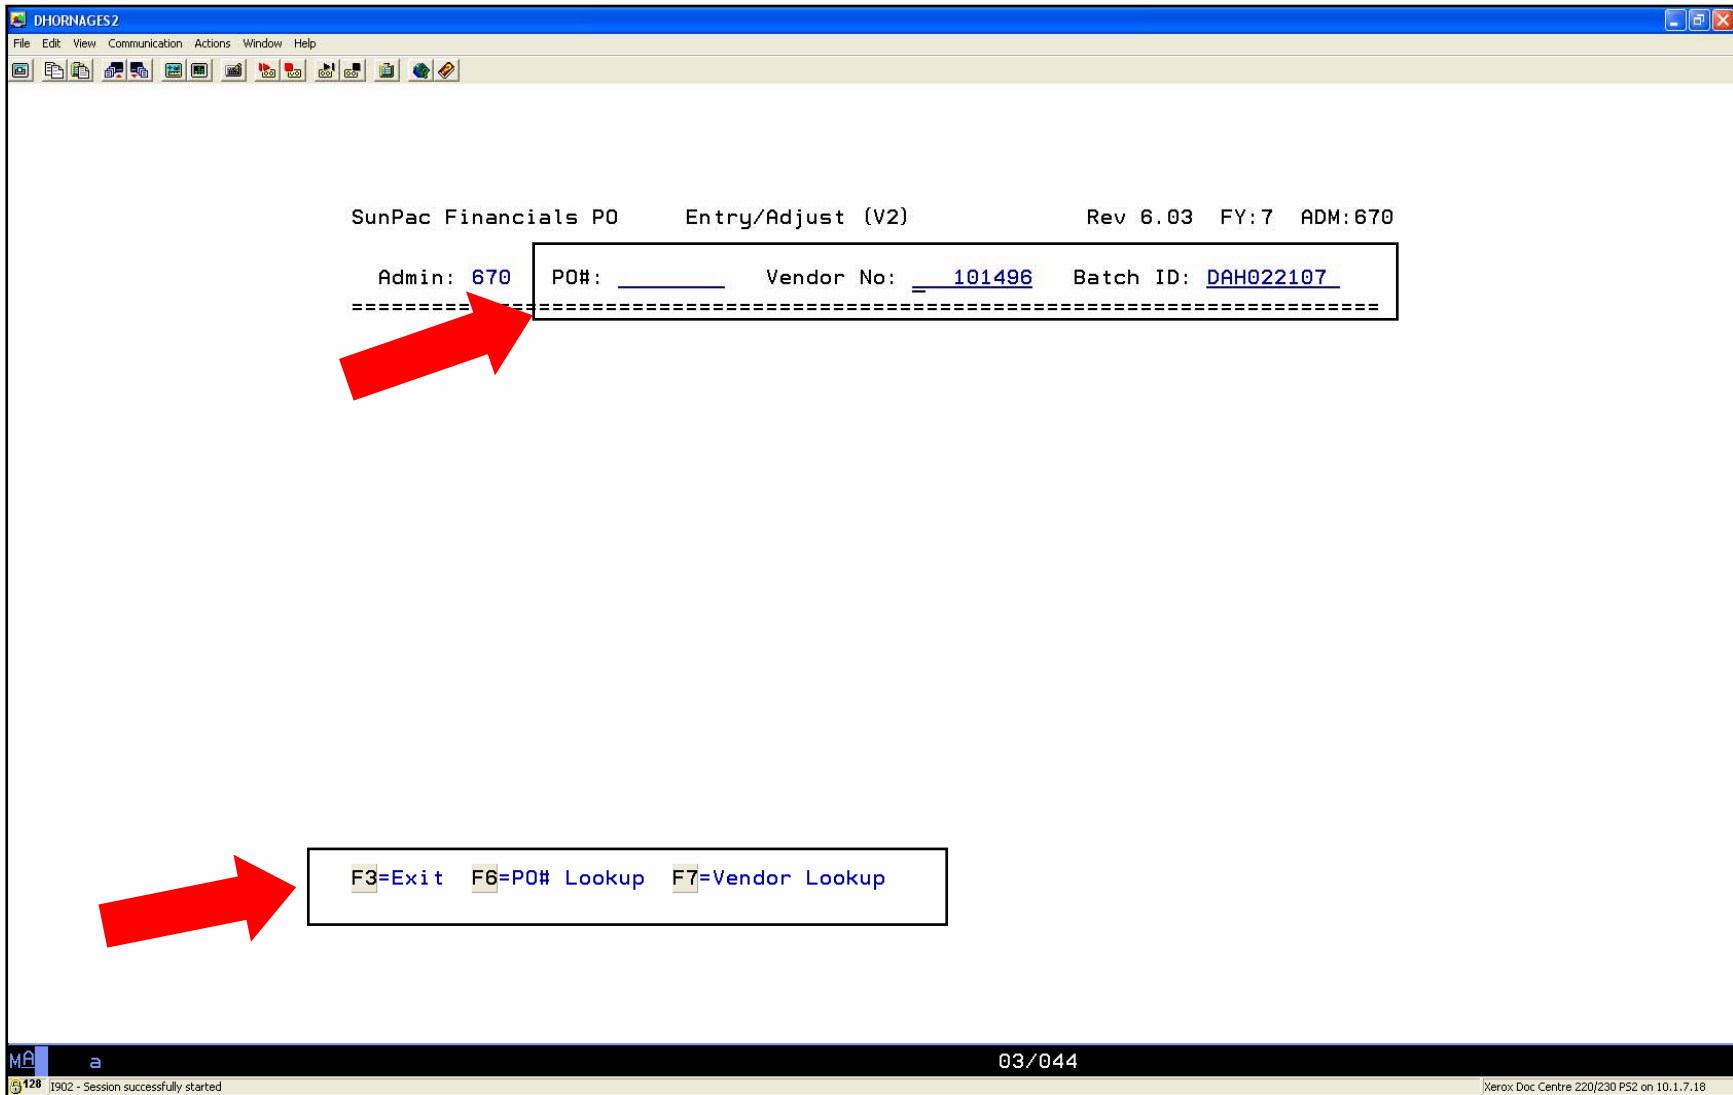 DHORNAGES2
File Edit View Communication Actions Window Help
SunPac Financials PO Entry/Adjust (V2) Rev 6.03 FY:7 ADM:670
Admin: 670 PO#: ________ Vendor No: 101496 Batch ID: DAH022107
=============================================================================
F3=Exit F6=PO# Lookup F7=Vendor Lookup
MA a 03/044
128 I902 - Session successfully started Xerox Doc Centre 220/230 PS2 on 10.1.7.18